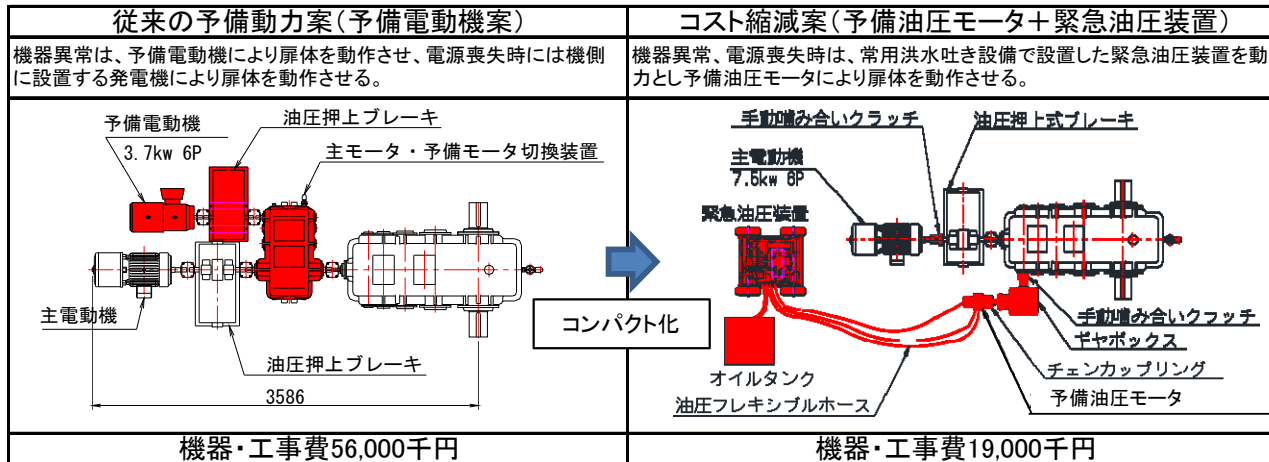 従来の予備動力案(予備電動機案)
機器異常は、予備電動機により扉体を動作させ、電源喪失時には機側
に設置する発電機により扉体を動作させる。
予備電動機
3.7kw 6P
油圧押上ブレーキ
主モータ・予備モータ切換装置
主電動機
油圧押上ブレーキ
3586
機器・工事費56,000千円
コンパクト化
コスト縮減案(予備油圧モータ+緊急油圧装置)
機器異常、電源喪失時は、常用洪水吐き設備で設置した緊急油圧装置を動
力とし予備油圧モータにより扉体を動作させる。
手動噛み合いクラッチ
油圧押上式ブレーキ
主電動機
7.5kw 6P
緊急油圧装置
手動噛み合いクラッチ
ギヤボックス
チェンカップリング
オイルタンク
予備油圧モータ
油圧フレキシブルホース
機器・工事費19,000千円